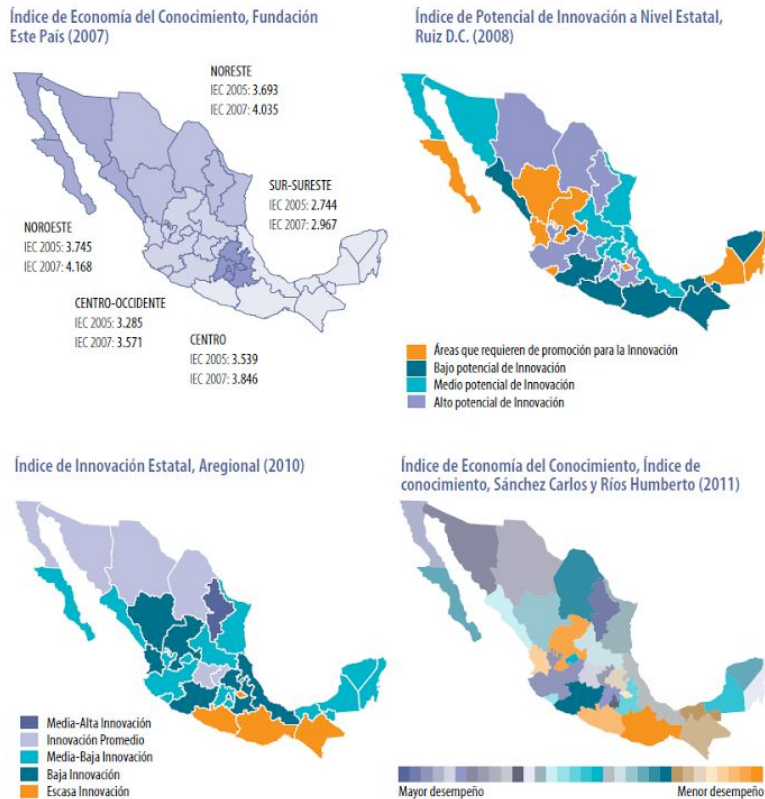 Índice de Economía del Conocimiento, Fundación
Este País (2007)
NORESTE
IEC 2005: 3.693
IEC 2007: 4.035
SUR-SURESTE
IEC 2005: 2.744
IEC 2007: 2.967
NOROESTE
IEC 2005: 3.745
IEC 2007: 4.168
CENTRO-OCCIDENTE
IEC 2005: 3.285
IEC 2007: 3.571
CENTRO
IEC 2005: 3.539
IEC 2007: 3.846
Índice de Potencial de Innovación a Nivel Estatal,
Ruiz D.C. (2008)
Áreas que requieren de promoción para la Innovación
Bajo potencial de Innovación
Medio potencial de Innovación
Alto potencial de Innovación
Índice de Innovación Estatal, Aregional (2010)
Media-Alta Innovación
Innovación Promedio
Media-Baja Innovación
Baja Innovación
Escasa Innovación
Índice de Economía del Conocimiento, Índice de
conocimiento, Sánchez Carlos y Ríos Humberto (2011)
Mayor desempeño
Menor desempeño